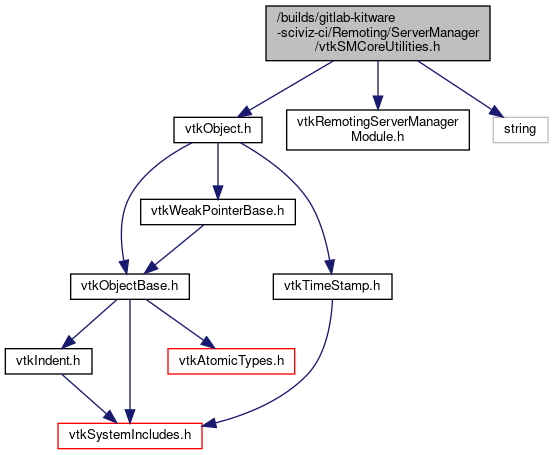 /builds/gitlab-kitware
-sciviz-ci/Remoting/ServerManager
/vtkSMCoreUtilities.h
vtkObject.h
vtkRemotingServerManager
Module.h
string
vtkWeakPointerBase.h
vtkObjectBase.h
vtkTimeStamp.h
vtkIndent.h
vtkAtomicTypes.h
vtkSystemIncludes.h